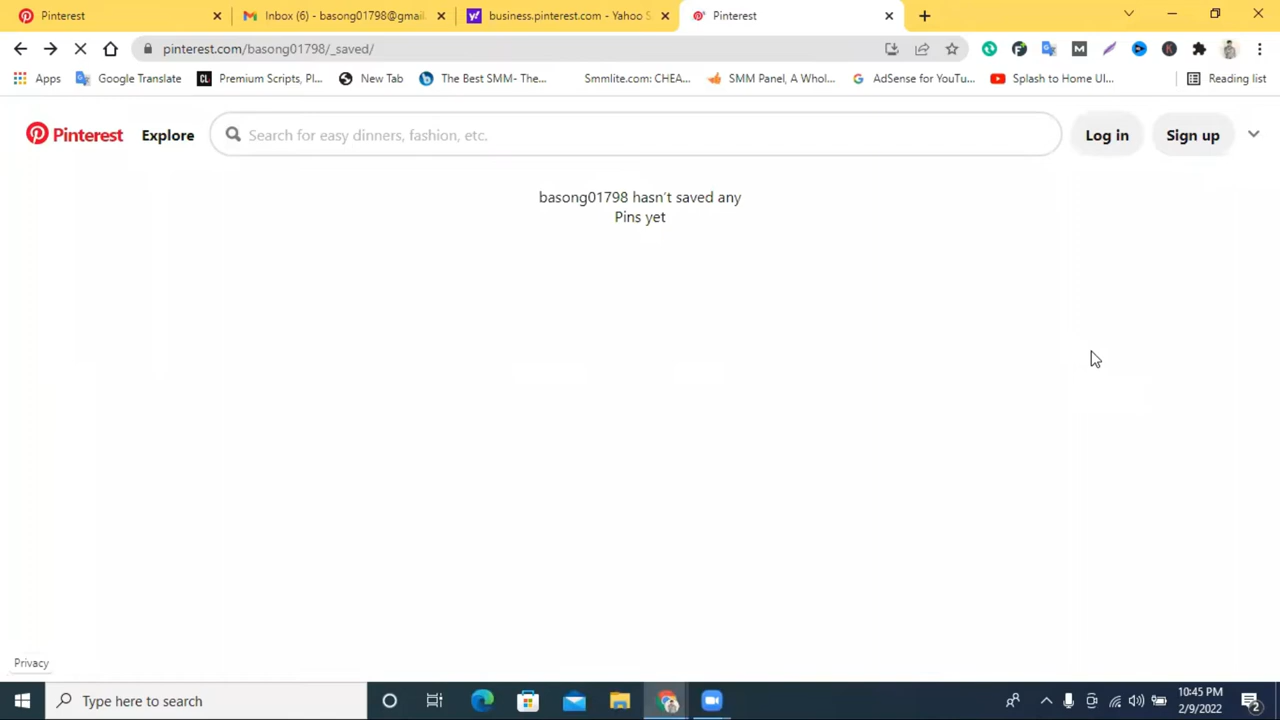 Pinterest
Inbox (6) - basong01798@gmail.
business.pinterest.com - Yahoo S
Pinterest
pinterest.com/basong01798/_saved/
Apps
Google Translate
Premium Scripts, Pl...
New Tab
The Best SMM- The...
Smmlite.com: CHEA...
SMM Panel, A Whol...
AdSense for YouTu...
Splash to Home UI...
Reading list
Pinterest
Explore
Search for easy dinners, fashion, etc.
Log in
Sign up
basong01798 hasn't saved any
Pins yet
Privacy
Type here to search
10:45 PM
2/9/2022
2